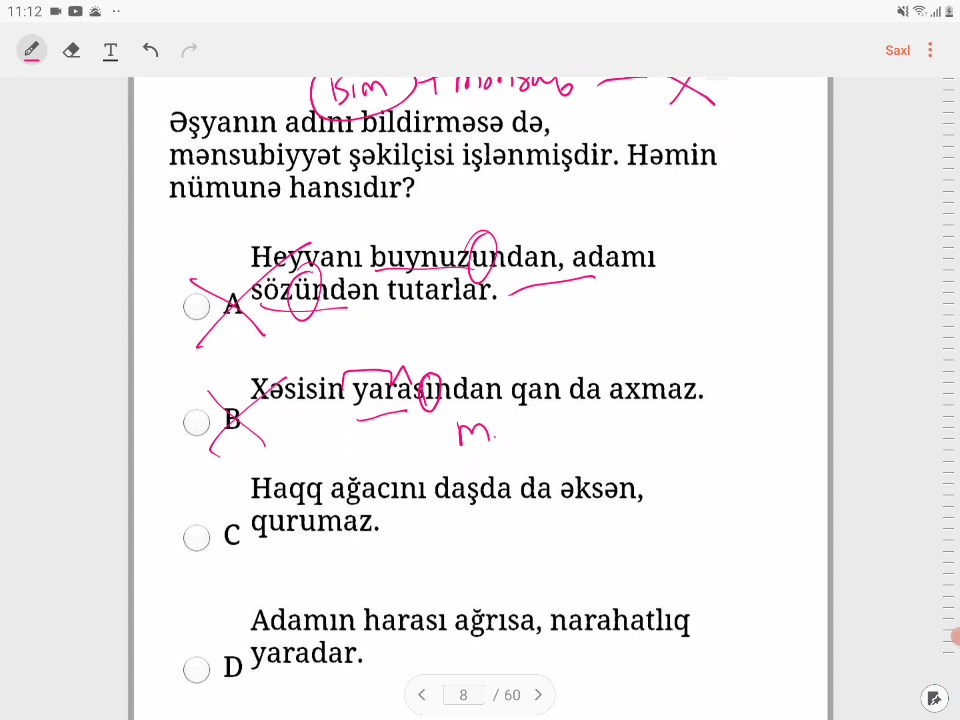 11:12
T
Saxl
Əşyanın adını bildirməsə də,
mənsubiyyət şəkilçisi işlənmişdir. Həmin
nümunə hansıdır?
Heyvanı buynuzundan, adamı
A sözündən tutarlar.
B Xəsisin yarasından qan da axmaz.
M.
Haqq ağacını daşda da əksən,
C qurumaz.
Adamın harası ağrısa, narahatlıq
D yaradar.
8 / 60